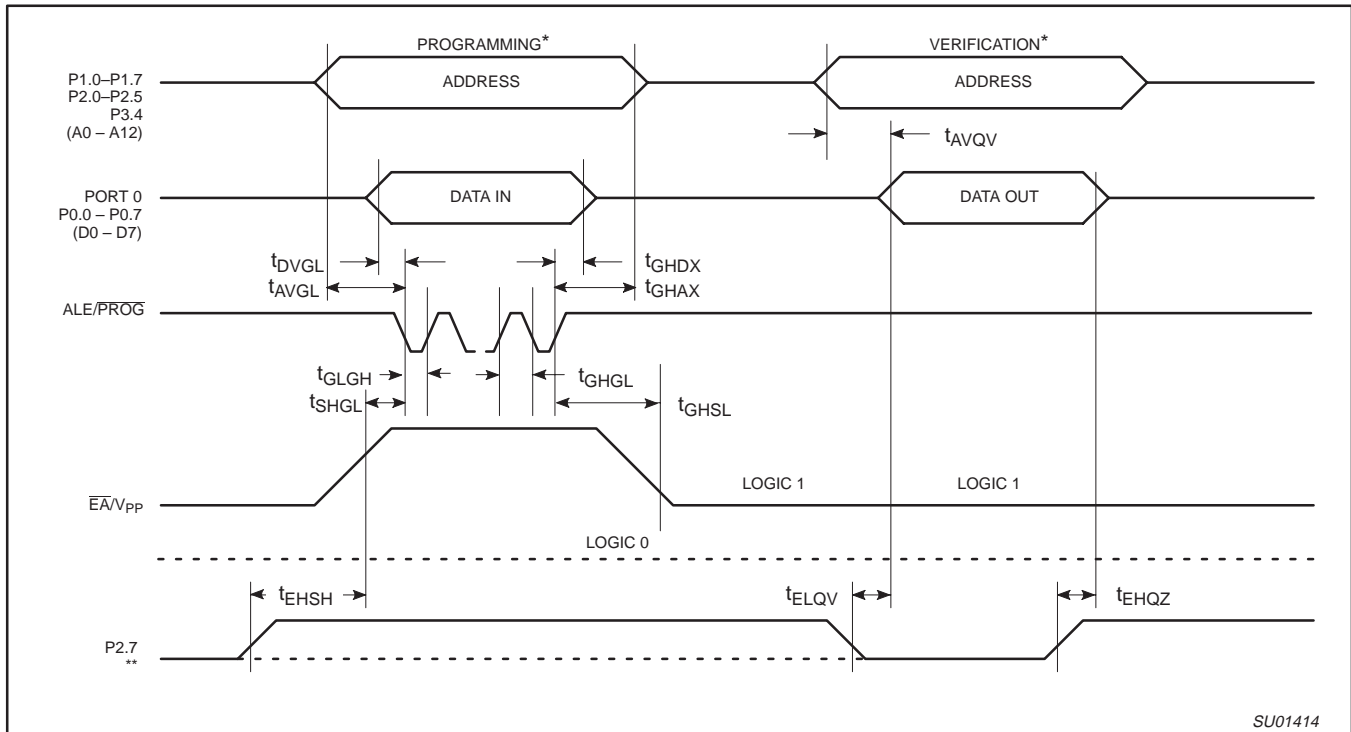 PROGRAMMING*
VERIFICATION*
P1.0–P1.7
P2.0–P2.5
P3.4
(A0 – A12)
ADDRESS
ADDRESS
tAVQV
PORT 0
P0.0 – P0.7
(D0 – D7)
DATA IN
DATA OUT
tDVGL
tGHDX
tAVGL
tGHAX
ALE/PROG
tGLGH
tGHGL
tSHGL
tGHSL
EA/VPP
LOGIC 1
LOGIC 1
LOGIC 0
tEHSH
tELQV
tEHQZ
P2.7
**
SU01414